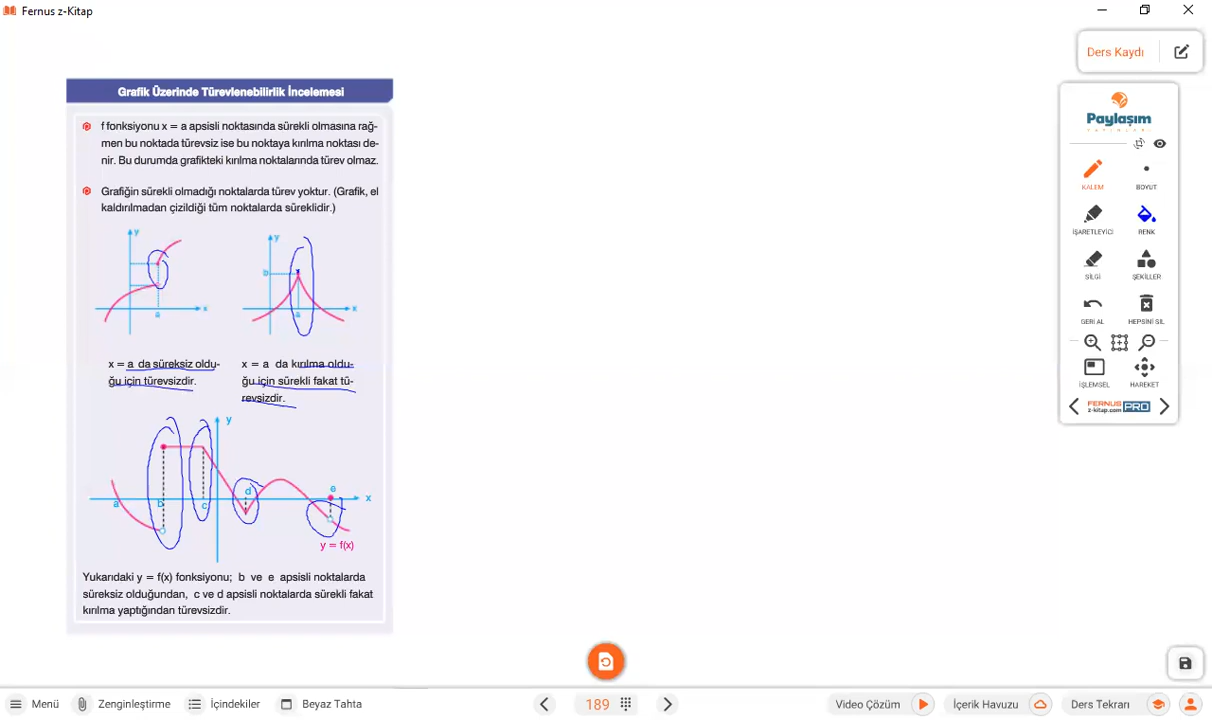 Fernus z-Kitap
Ders Kaydı
Grafik Üzerinde Türevlenebilirlik İncelemesi
f fonksiyonu x = a apsisli noktasında sürekli olmasına rağ-
men bu noktada türevsiz ise bu noktaya kırılma noktası de-
nir. Bu durumda grafikteki kırılma noktalarında türev olmaz.
Grafiğin sürekli olmadığı noktalarda türev yoktur. (Grafik, el
kaldırılmadan çizildiği tüm noktalarda süreklidir.)
y
x
a
y
b
x
a
x = a da süreksiz oldu-
ğu için türevsizdir.
x = a da kırılma oldu-
ğu için sürekli fakat tü-
revsizdir.
y
a
b
c
d
e
x
y = f(x)
Yukarıdaki y = f(x) fonksiyonu; b ve e apsisli noktalarda
süreksiz olduğundan, c ve d apsisli noktalarda sürekli fakat
kırılma yaptığından türevsizdir.
Paylaşım
YAYINLARI
KALEM
BOYUT
İŞARETLEYİCİ
RENK
SİLGİ
ŞEKİLLER
GERİ AL
HEPSİNİ SİL
İŞLEMSEL
HAREKET
FERNUS
z-kitap.com PRO
Menü
Zenginleştirme
İçindekiler
Beyaz Tahta
189
Video Çözüm
İçerik Havuzu
Ders Tekrarı